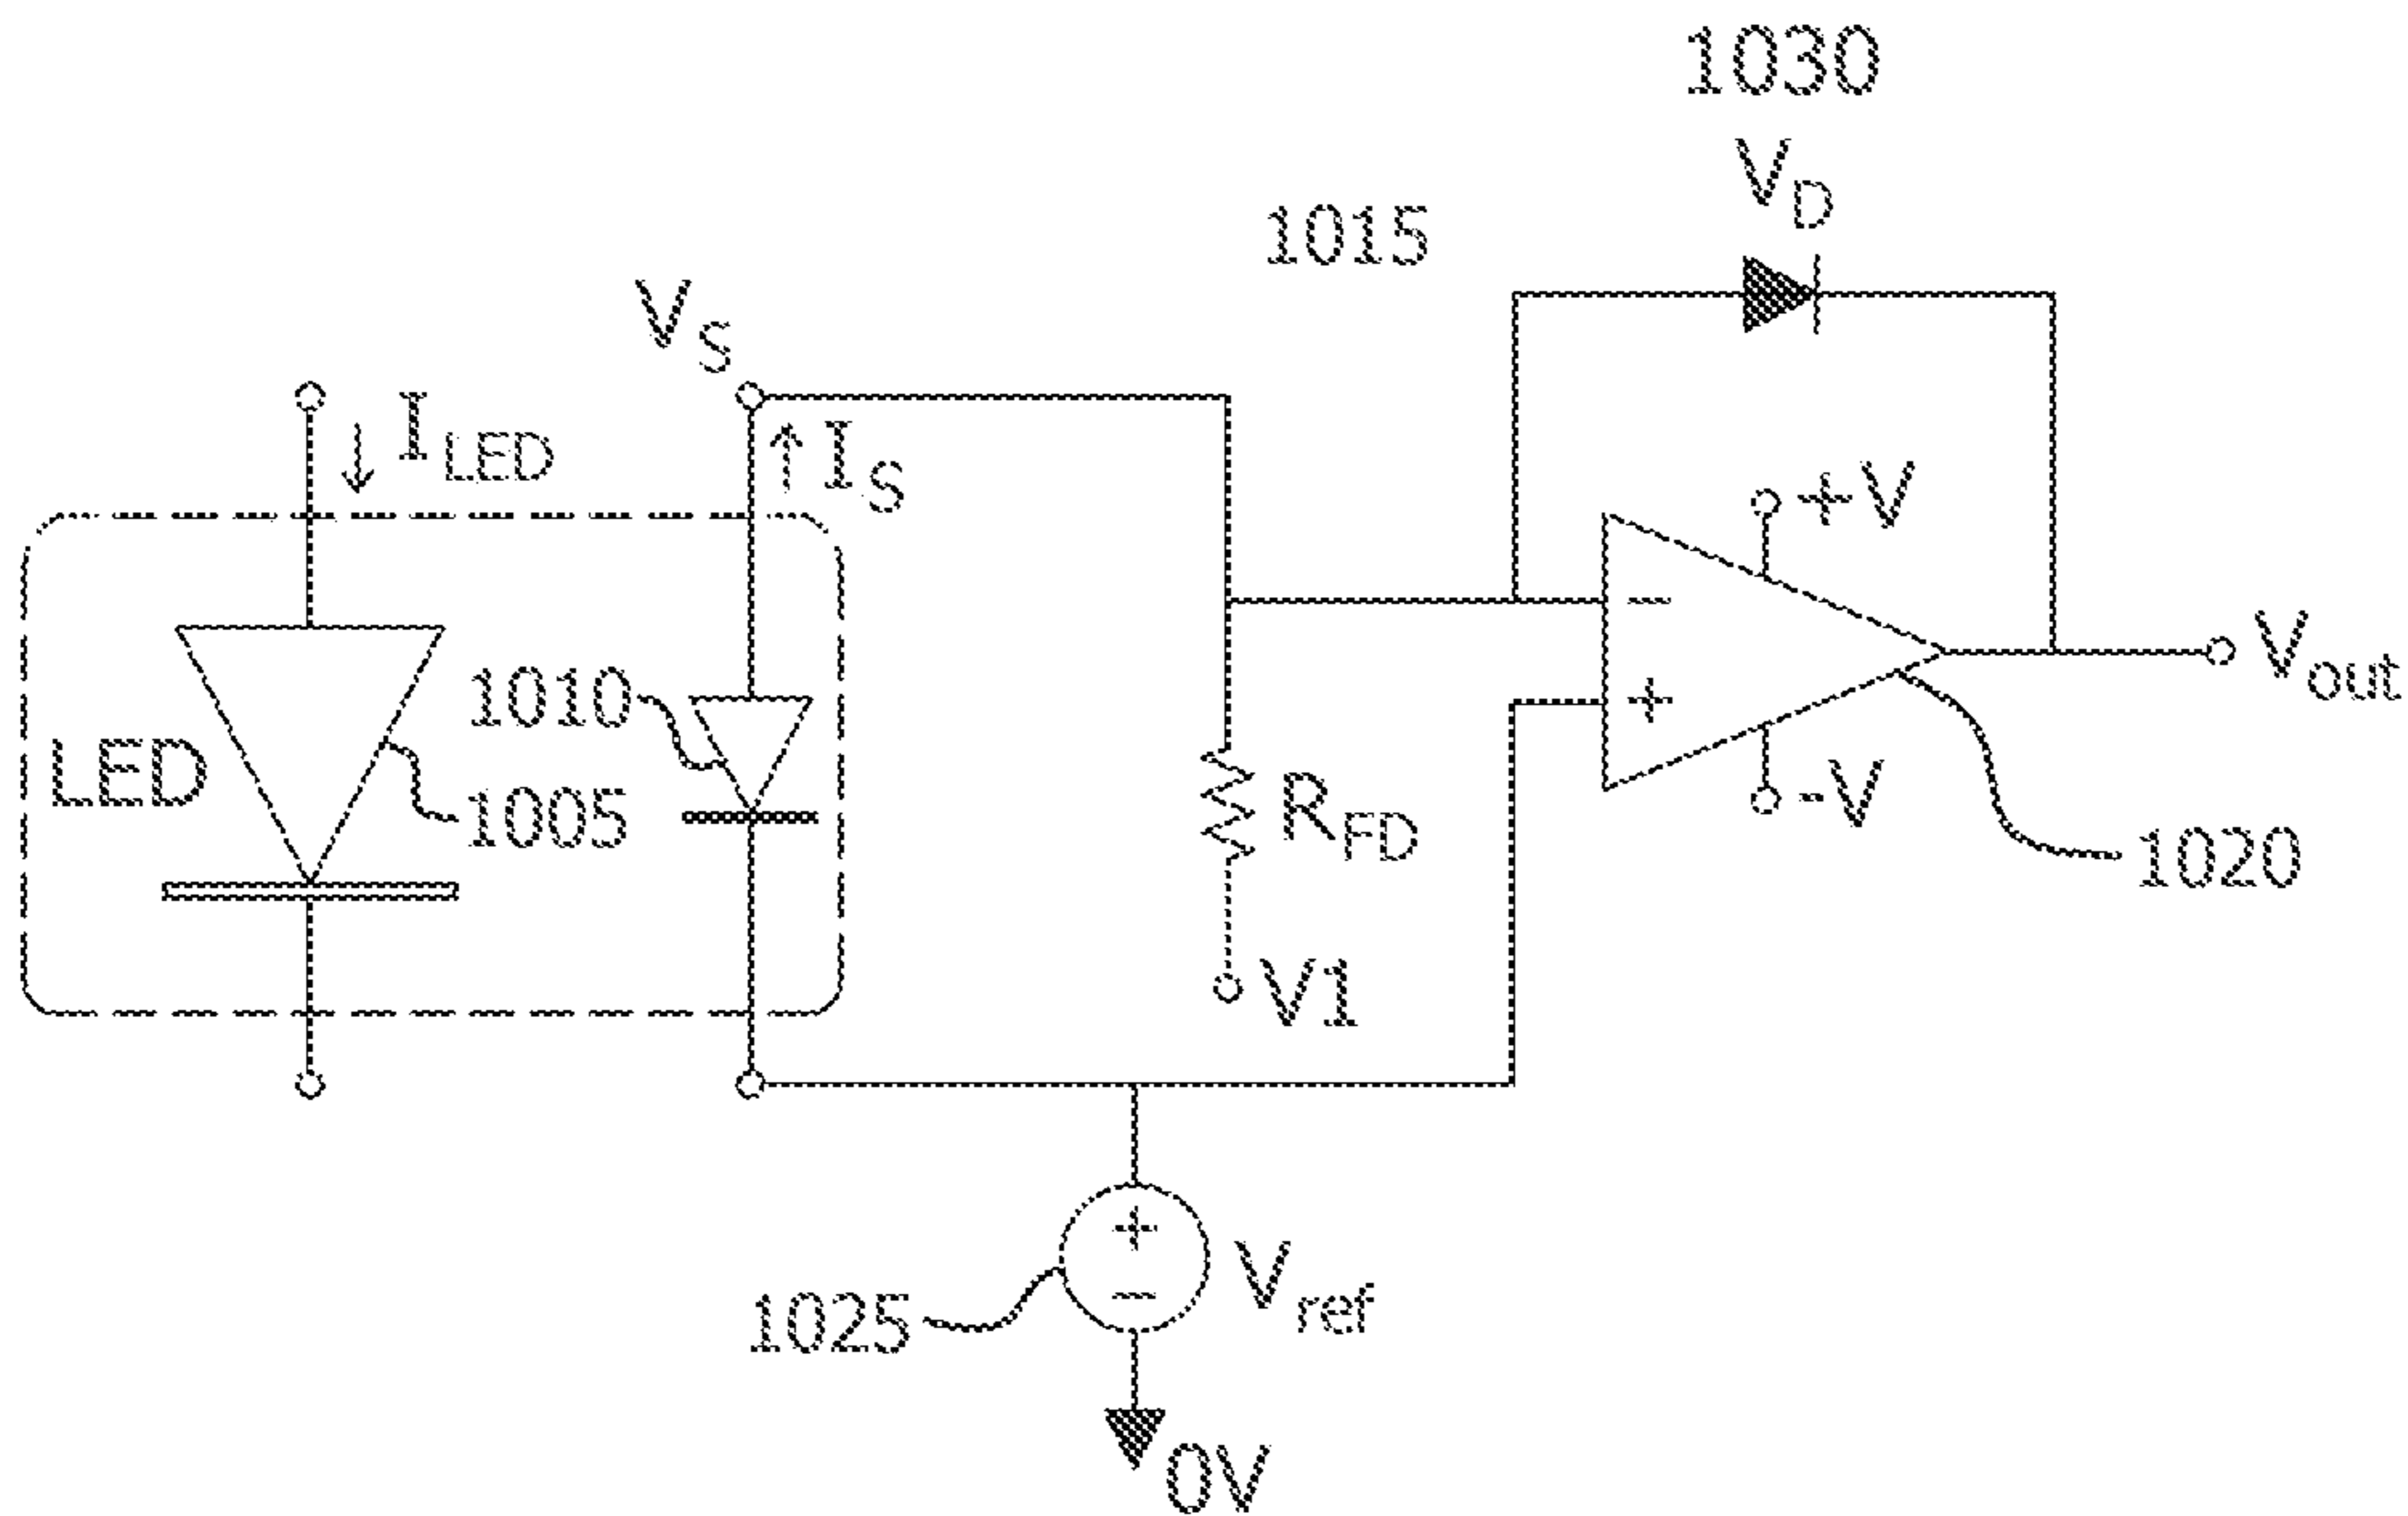 1030
V_D
1015
V_S
↓ I_LED
↑ I_S
+V
−
+
-V
V_out
1010
LED
1005
R_FD
1020
V1
+
−
V_ref
1025
0V